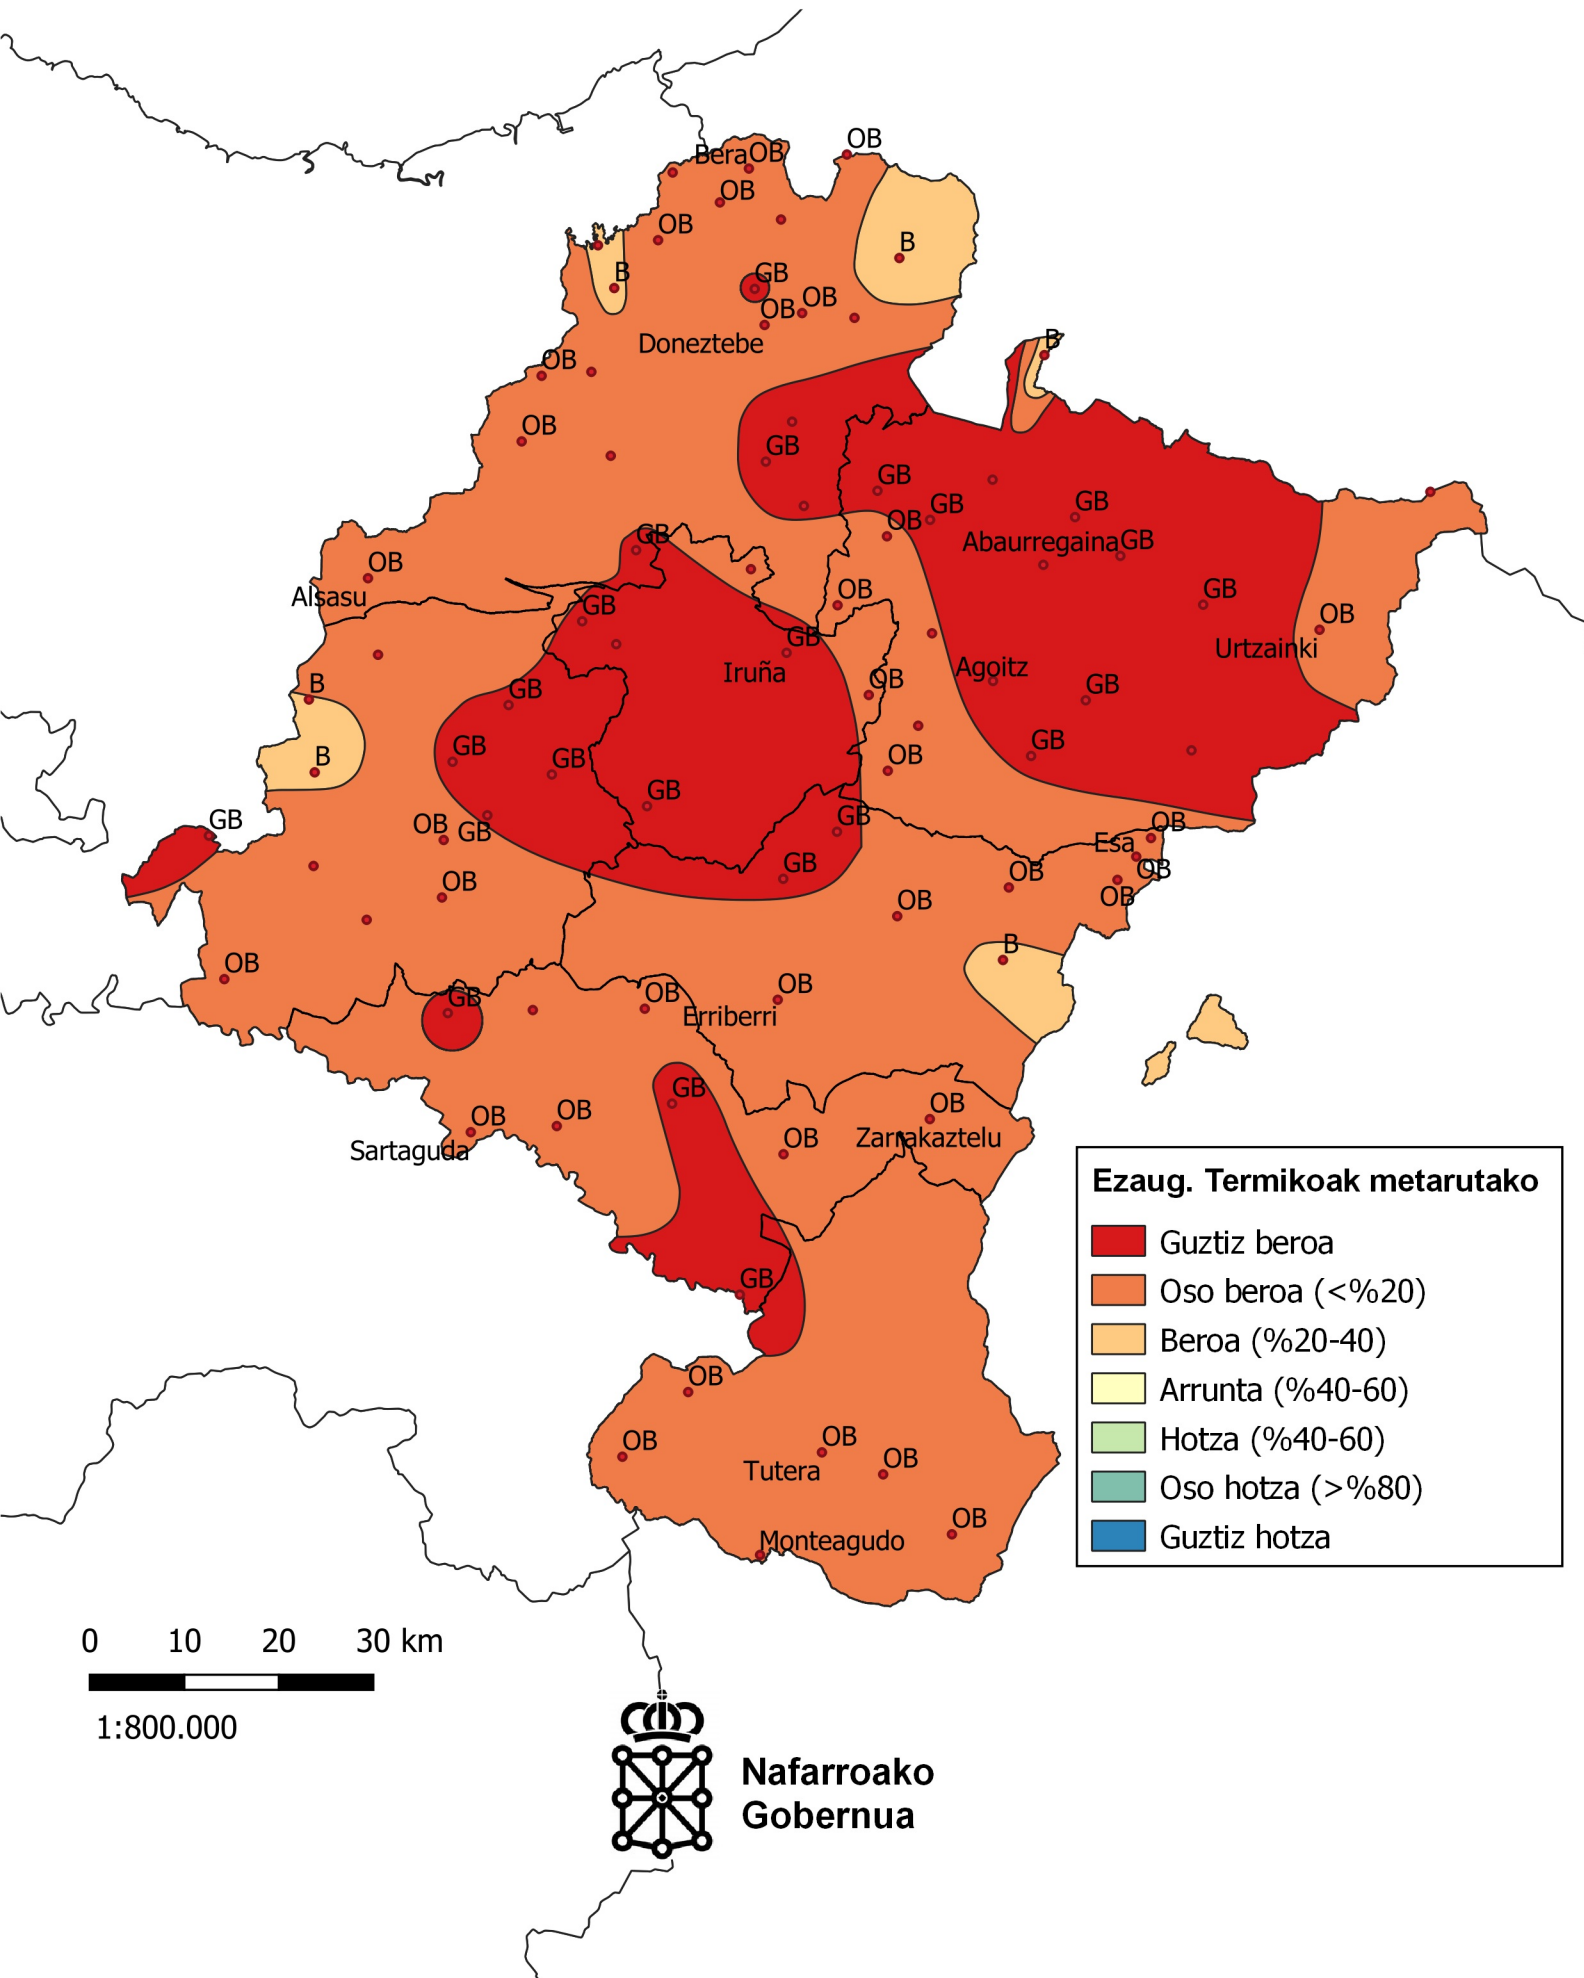 OB
BeraOB
OB
OB
B
B
GB
OB
OB
Doneztebe
B
OB
OB
GB
GB
GB
GB
OB
GB
Abaurregaina
GB
OB
Alsasu
OB
GB
GB
OB
GB
Iruña
Agoitz
Urtzainki
OB
B
GB
GB
OB
GB
GB
GB
OB
B
GB
GB
GB
OB
GB
OB
Esa
OB
GB
OB
OB
OB
OB
B
OB
GB
OB
OB
Erriberri
GB
OB
OB
Sartaguda
OB
OB
Zarrakaztelu
GB
OB
OB
OB
Tutera
OB
OB
Monteagudo
Ezaug. Termikoak metarutako
Guztiz beroa
Oso beroa (<%20)
Beroa (%20-40)
Arrunta (%40-60)
Hotza (%40-60)
Oso hotza (>%80)
Guztiz hotza
0 10 20 30 km
1:800.000
Nafarroako
Gobernua